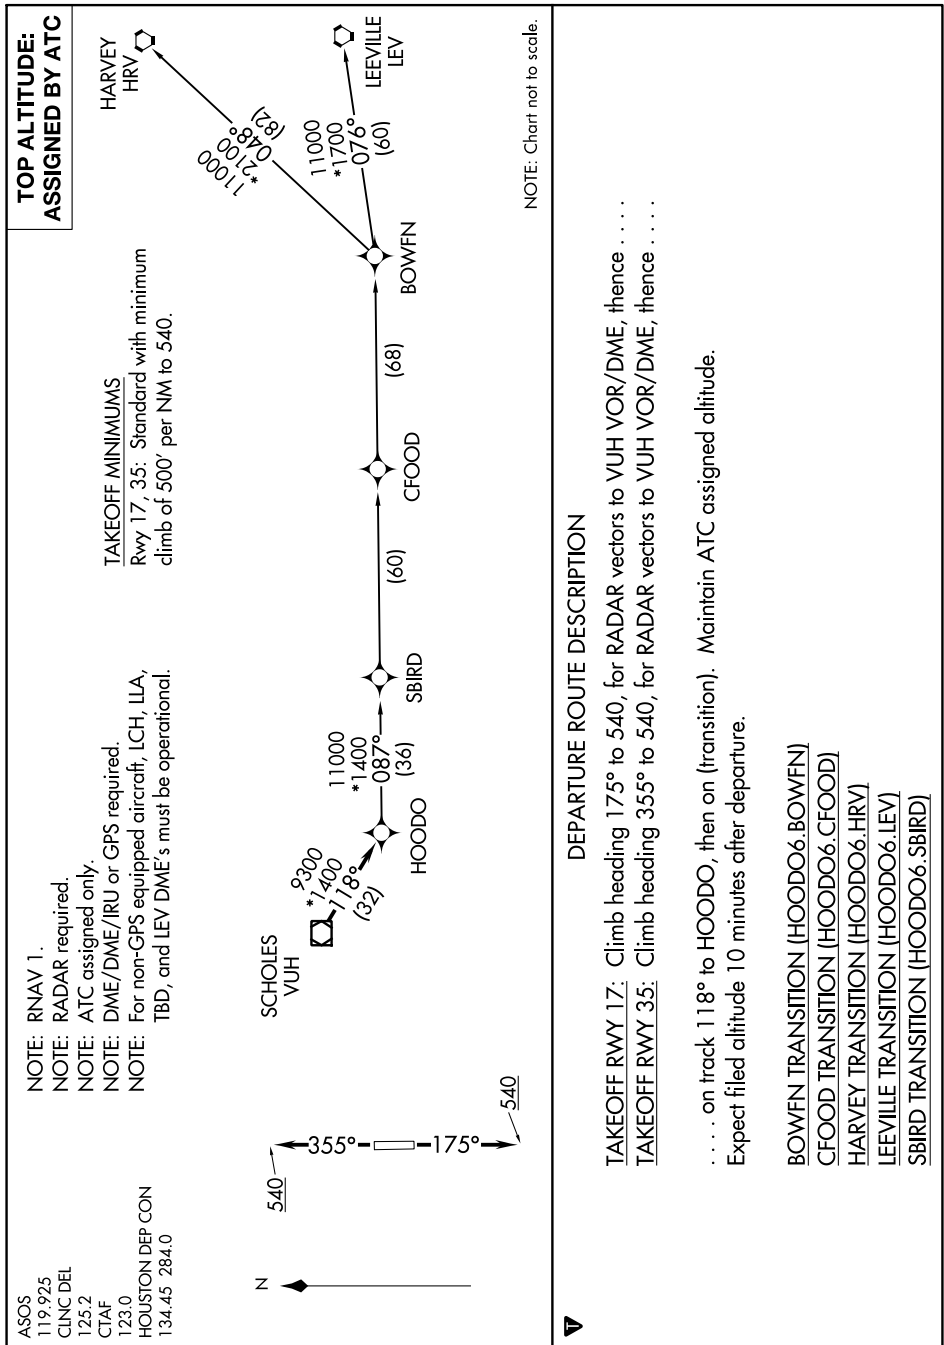 TOP ALTITUDE:
ASSIGNED BY ATC
ASOS
119.925
CLNC DEL
125.2
CTAF
123.0
HOUSTON DEP CON
134.45 284.0
NOTE: RNAV 1.
NOTE: RADAR required.
NOTE: ATC assigned only.
NOTE: DME/DME/IRU or GPS required.
NOTE: For non-GPS equipped aircraft, LCH, LLA,
TBD, and LEV DME's must be operational.
TAKEOFF MINIMUMS
Rwy 17, 35: Standard with minimum
climb of 500' per NM to 540.
N
540
355°
175°
540
SCHOLES
VUH
9300
*1400
118°
(32)
HOODO
11000
*1400
087°
(36)
SBIRD
(60)
CFOOD
(68)
BOWFN
11000
*2100
048°
(82)
HARVEY
HRV
11000
*1700
076°
(60)
LEEVILLE
LEV
NOTE: Chart not to scale.
T
DEPARTURE ROUTE DESCRIPTION
TAKEOFF RWY 17: Climb heading 175° to 540, for RADAR vectors to VUH VOR/DME, thence . . . .
TAKEOFF RWY 35: Climb heading 355° to 540, for RADAR vectors to VUH VOR/DME, thence . . . .
. . . . on track 118° to HOODO, then on (transition). Maintain ATC assigned altitude.
Expect filed altitude 10 minutes after departure.
BOWFN TRANSITION (HOODO6.BOWFN)
CFOOD TRANSITION (HOODO6.CFOOD)
HARVEY TRANSITION (HOODO6.HRV)
LEEVILLE TRANSITION (HOODO6.LEV)
SBIRD TRANSITION (HOODO6.SBIRD)